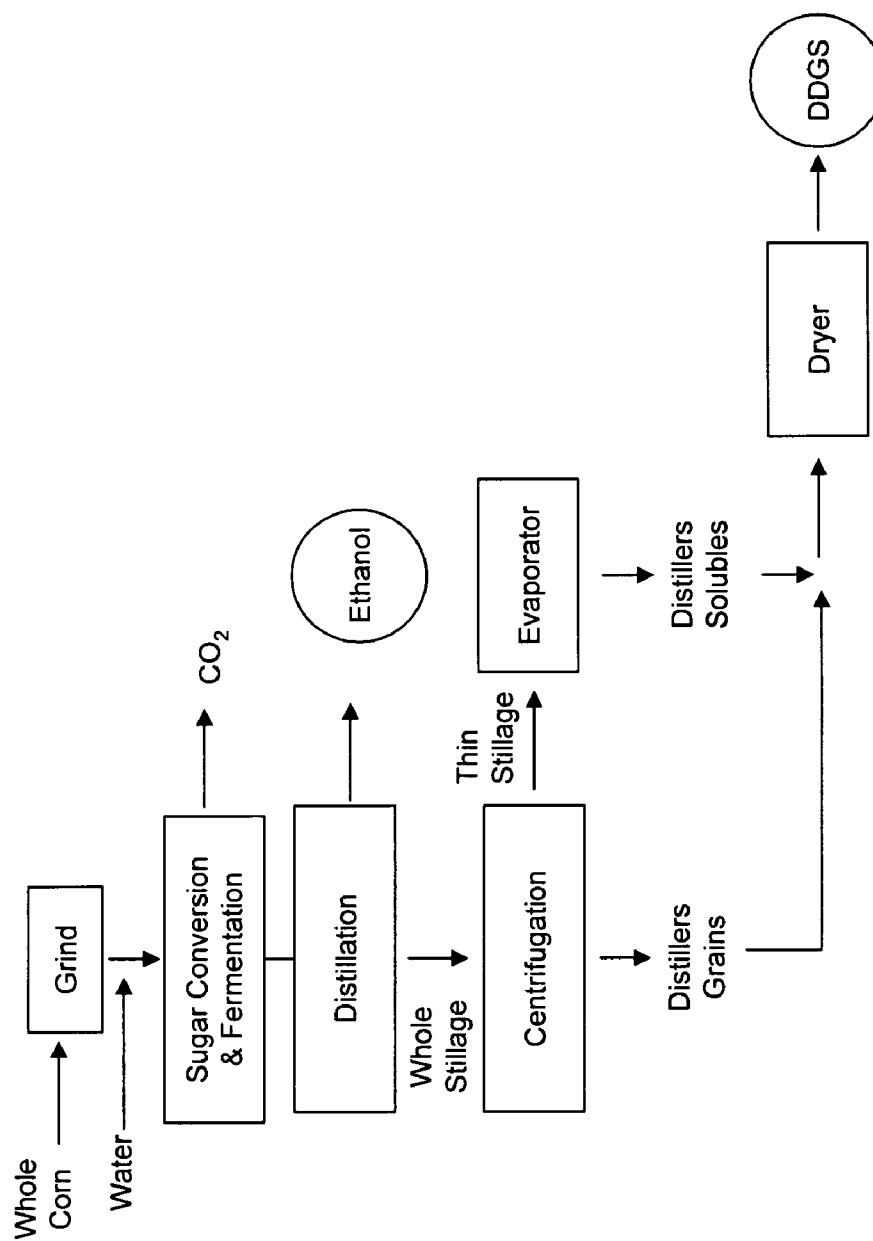 Whole
Corn
Grind
Water
Sugar Conversion
& Fermentation
CO2
Distillation
Ethanol
Whole
Stillage
Centrifugation
Thin
Stillage
Evaporator
Distillers
Grains
Distillers
Solubles
Dryer
DDGS